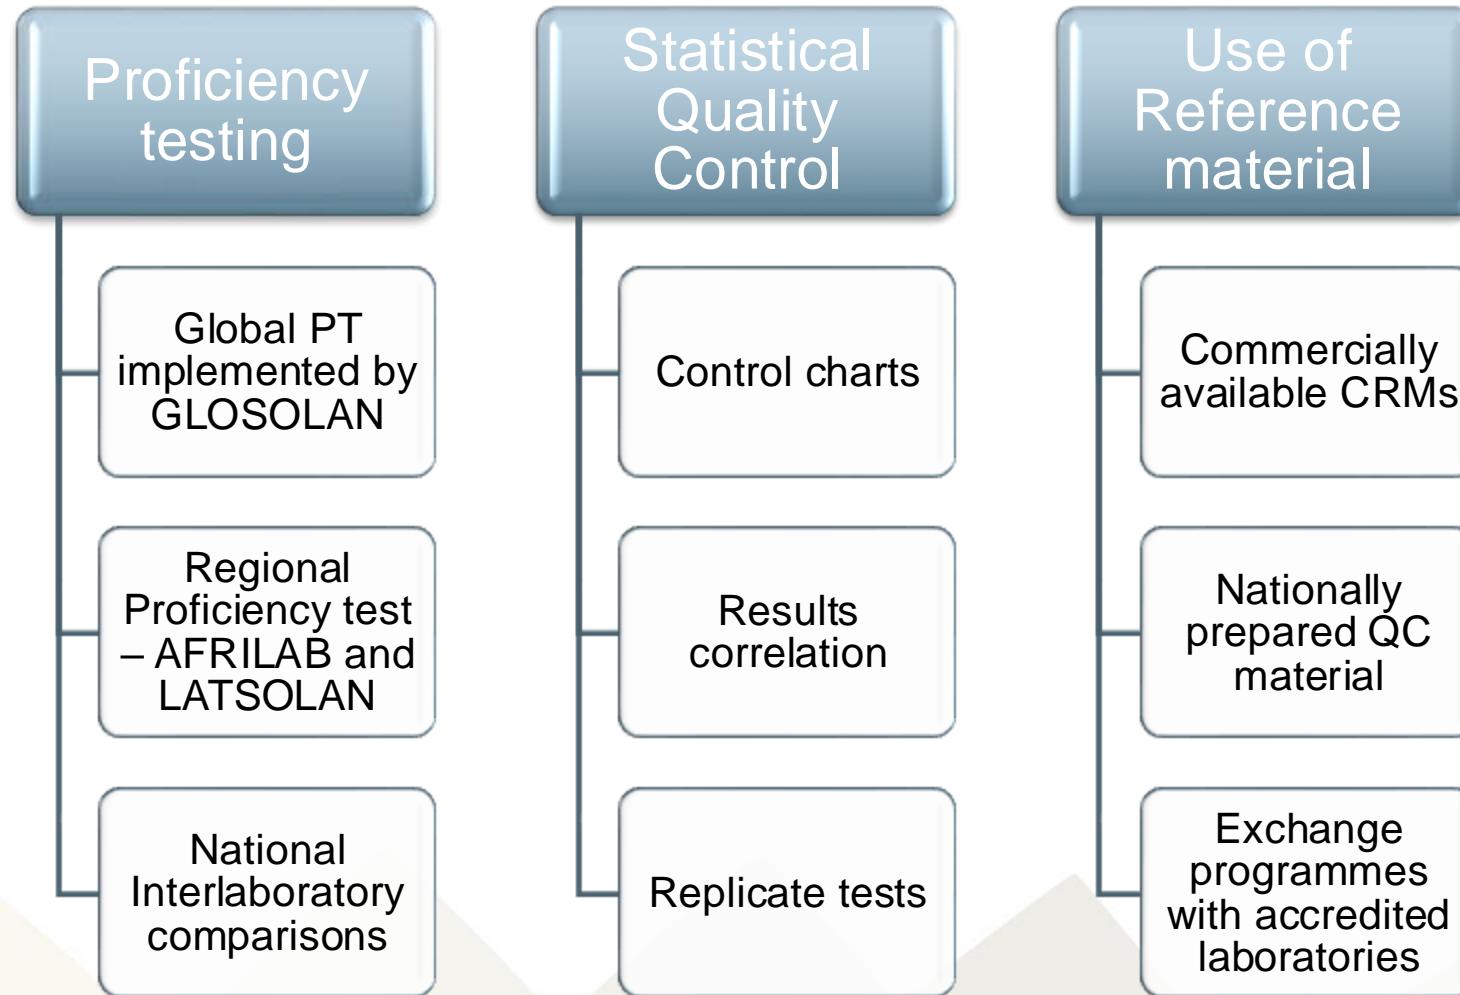 Proficiency
testing
Global PT
implemented by
GLOSOLAN
Regional
Proficiency test
– AFRILAB and
LATSOLAN
National
Interlaboratory
comparisons
Statistical
Quality
Control
Control charts
Results
correlation
Replicate tests
Use of
Reference
material
Commercially
available CRMs
Nationally
prepared QC
material
Exchange
programmes
with accredited
laboratories